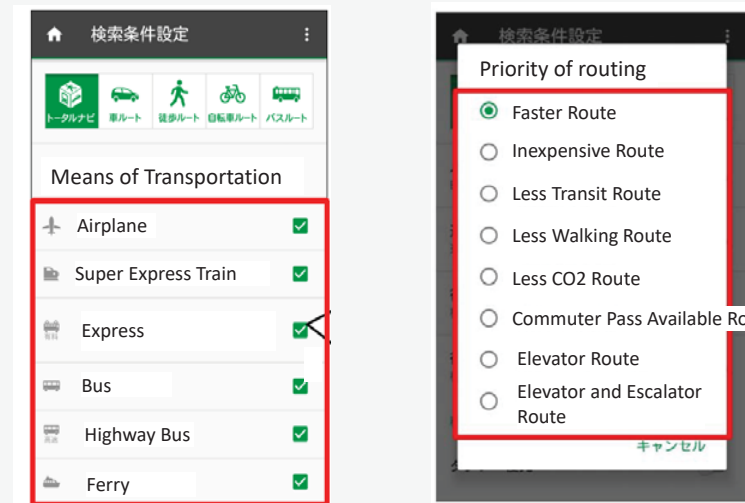 検索条件設定
トータルナビ 車ルート 徒歩ルート 自転車ルート バスルート
Means of Transportation
Airplane
Super Express Train
Express
Bus
Highway Bus
Ferry
検索条件設定
Priority of routing
Faster Route
Inexpensive Route
Less Transit Route
Less Walking Route
Less CO2 Route
Commuter Pass Available Ro
Elevator Route
Elevator and Escalator
Route
キャンセル